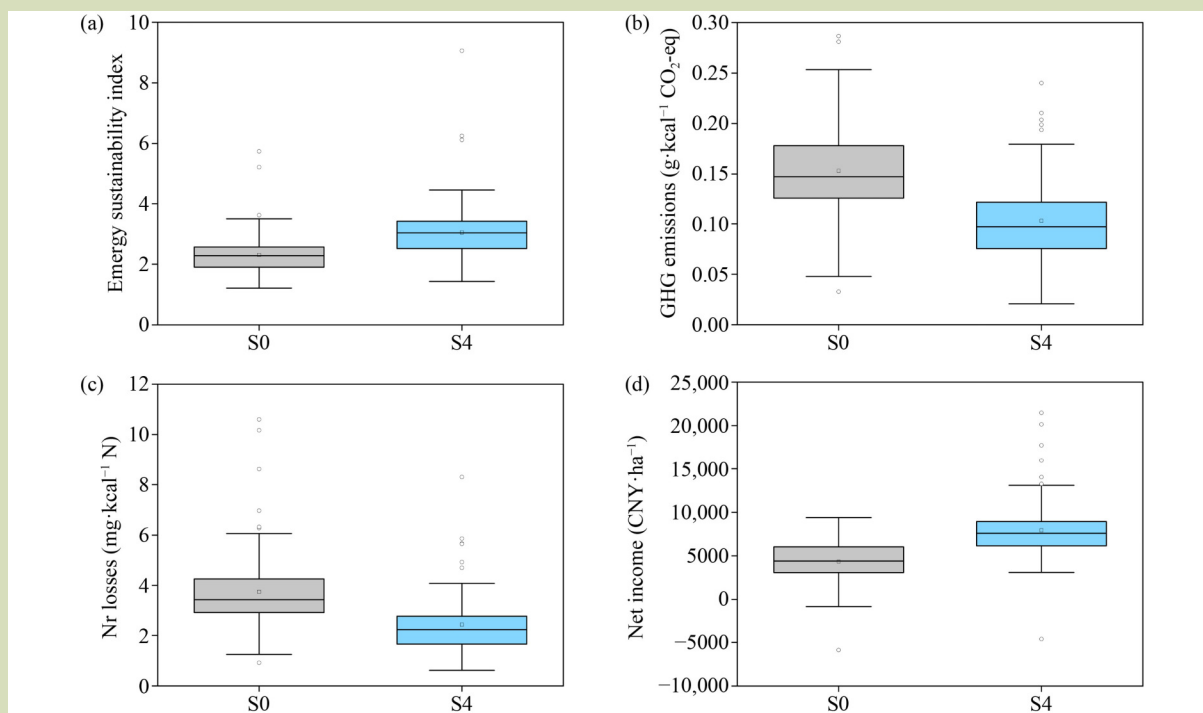 (a)
Emergy sustainability index
10
8
6
4
2
0
S0
S4
(b)
GHG emissions (g·kcal⁻¹ CO₂-eq)
0.30
0.25
0.20
0.15
0.10
0.05
0.00
S0
S4
(c)
Nr losses (mg·kcal⁻¹ N)
12
10
8
6
4
2
0
S0
S4
(d)
Net income (CNY·ha⁻¹)
25,000
20,000
15,000
10,000
5000
0
−5000
−10,000
S0
S4